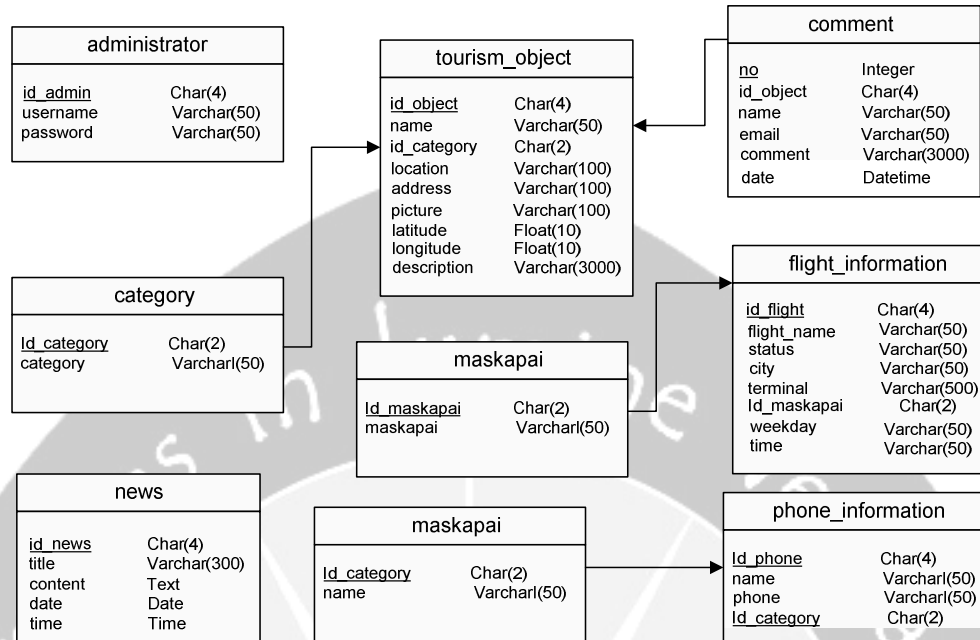 administrator
id_admin Char(4)
username Varchar(50)
password Varchar(50)
tourism_object
id_object Char(4)
name Varchar(50)
id_category Char(2)
location Varchar(100)
address Varchar(100)
picture Varchar(100)
latitude Float(10)
longitude Float(10)
description Varchar(3000)
comment
no Integer
id_object Char(4)
name Varchar(50)
email Varchar(50)
comment Varchar(3000)
date Datetime
category
Id_category Char(2)
category Varcharl(50)
maskapai
Id_maskapai Char(2)
maskapai Varcharl(50)
flight_information
id_flight Char(4)
flight_name Varchar(50)
status Varchar(50)
city Varchar(50)
terminal Varchar(500)
Id_maskapai Char(2)
weekday Varchar(50)
time Varchar(50)
news
id_news Char(4)
title Varchar(300)
content Text
date Date
time Time
maskapai
Id_category Char(2)
name Varcharl(50)
phone_information
Id_phone Char(4)
name Varcharl(50)
phone Varcharl(50)
Id_category Char(2)